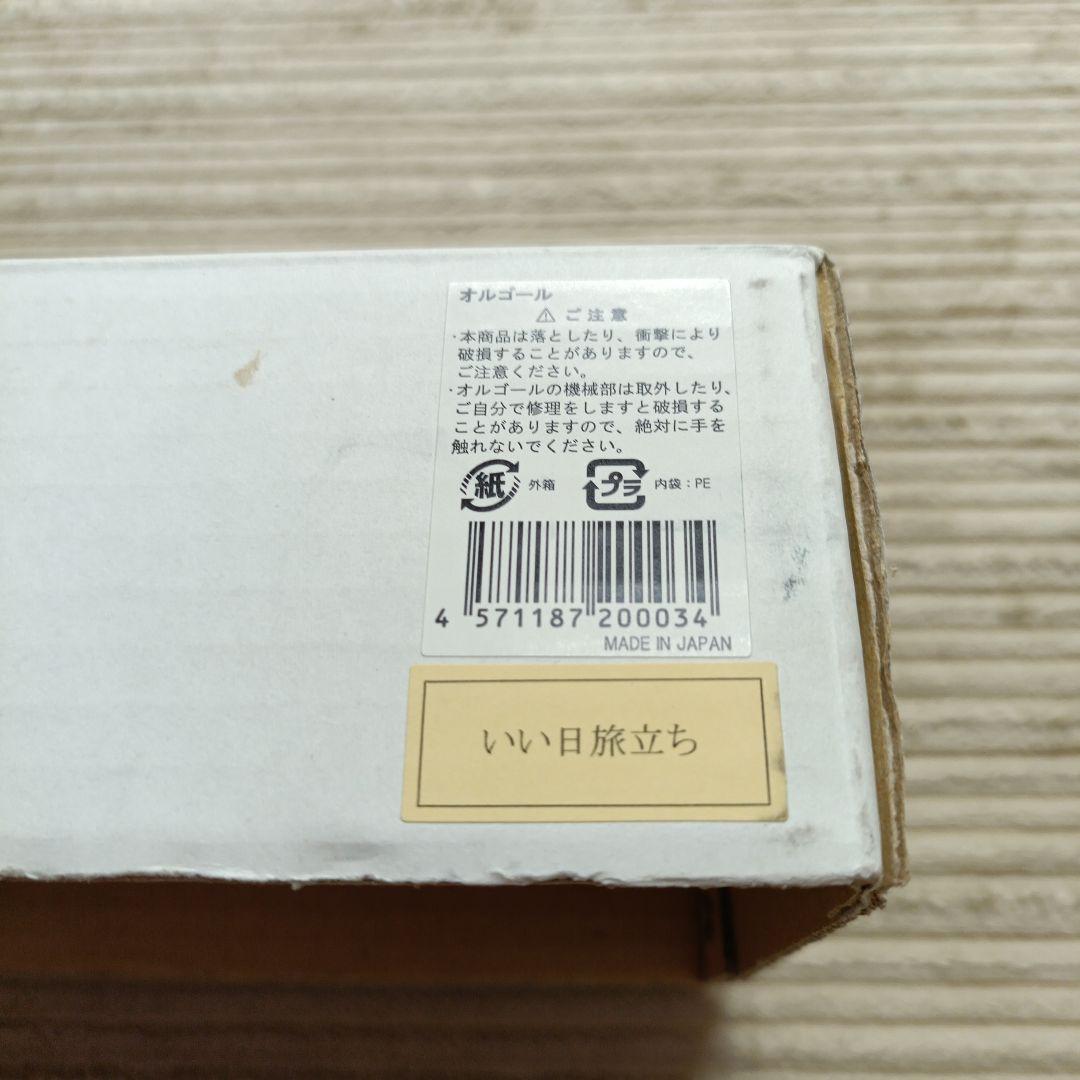 オルゴール
⚠ ご注意
・本商品は落としたり、衝撃により
破損することがありますので、
ご注意ください。
・オルゴールの機械部は取外したり、
ご自分で修理をしますと破損する
ことがありますので、絶対に手を
触れないでください。
紙 外箱 プラ 内袋：PE
4 571187 200034
MADE IN JAPAN
いい日旅立ち